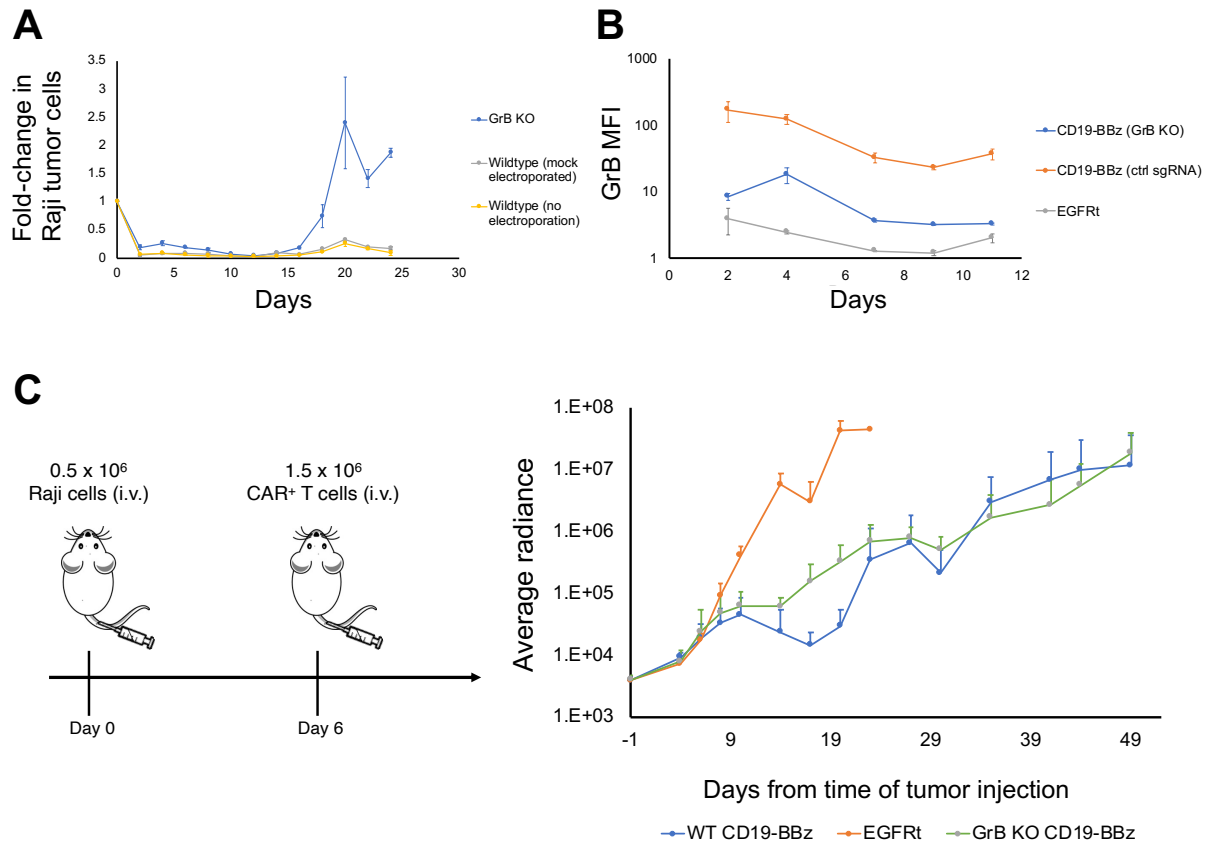 A
Fold-change in
Raji tumor cells
3.5
3
2.5
2
1.5
1
0.5
0
0 5 10 15 20 25 30
Days
GrB KO
Wildtype (mock
electroporated)
Wildtype (no
electroporation)
B
GrB MFI
1000
100
10
1
0 2 4 6 8 10 12
Days
CD19-BBz (GrB KO)
CD19-BBz (ctrl sgRNA)
EGFRt
C
0.5 x 10⁶
Raji cells (i.v.)
1.5 x 10⁶
CAR⁺ T cells (i.v.)
Day 0
Day 6
Average radiance
1.E+08
1.E+07
1.E+06
1.E+05
1.E+04
1.E+03
-1 9 19 29 39 49
Days from time of tumor injection
WT CD19-BBz EGFRt GrB KO CD19-BBz